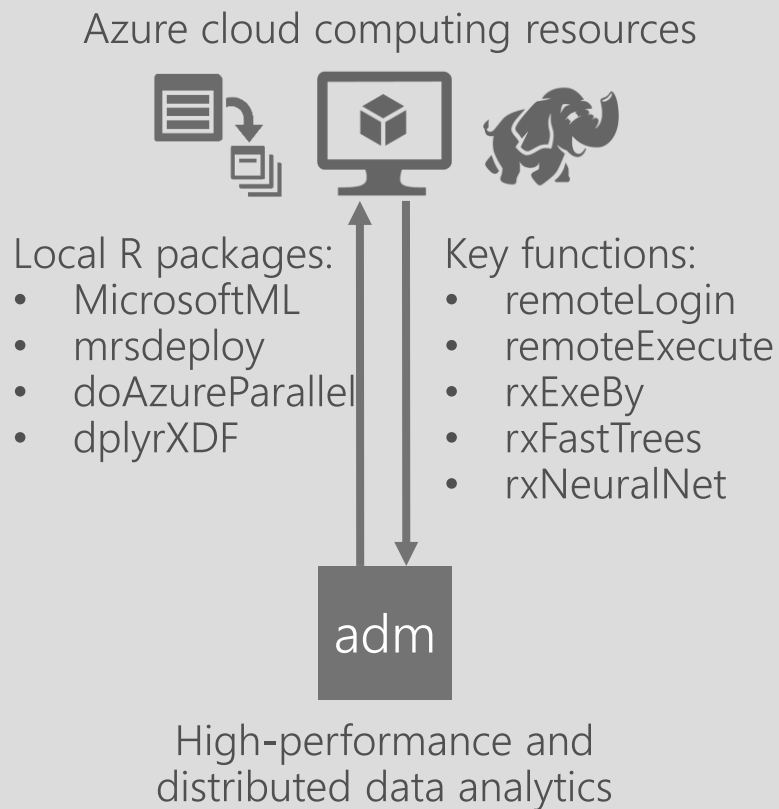 Azure cloud computing resources
Local R packages:
• MicrosoftML
• mrsdeploy
• doAzureParallel
• dplyrXDF
Key functions:
• remoteLogin
• remoteExecute
• rxExeBy
• rxFastTrees
• rxNeuralNet
adm
High-performance and
distributed data analytics